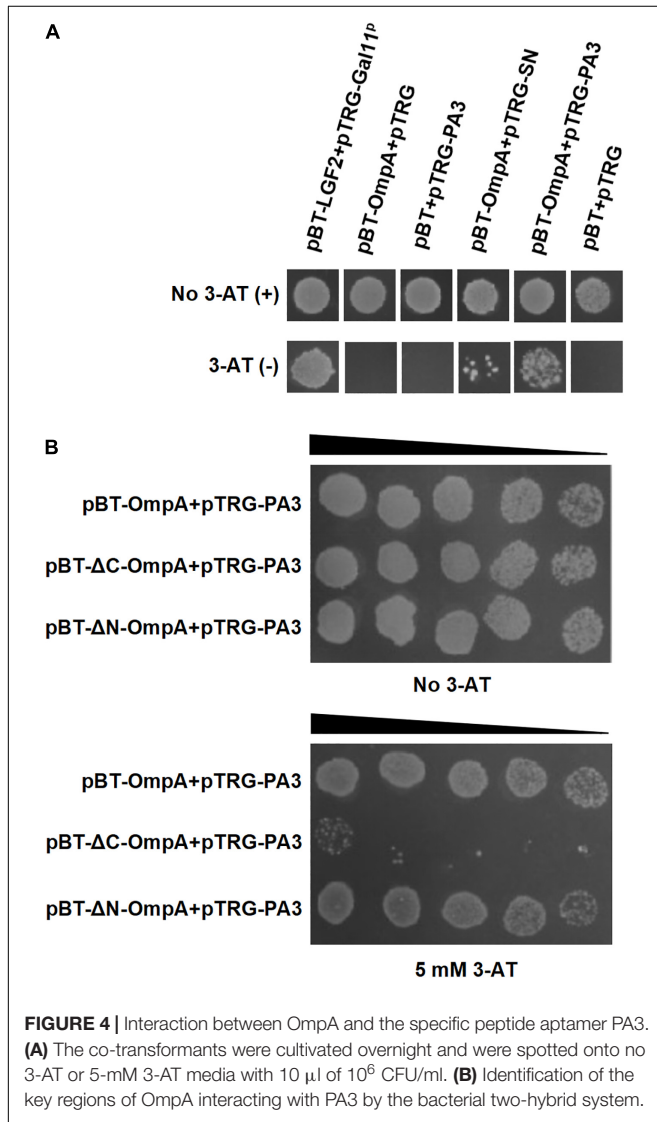 A
pBT-LGF2+pTRG-Gal11ᵖ
pBT-OmpA+pTRG
pBT+pTRG-PA3
pBT-OmpA+pTRG-SN
pBT-OmpA+pTRG-PA3
pBT+pTRG
No 3-AT (+)
3-AT (-)
B
pBT-OmpA+pTRG-PA3
pBT-ΔC-OmpA+pTRG-PA3
pBT-ΔN-OmpA+pTRG-PA3
No 3-AT
pBT-OmpA+pTRG-PA3
pBT-ΔC-OmpA+pTRG-PA3
pBT-ΔN-OmpA+pTRG-PA3
5 mM 3-AT
FIGURE 4 | Interaction between OmpA and the specific peptide aptamer PA3.
(A) The co-transformants were cultivated overnight and were spotted onto no
3-AT or 5-mM 3-AT media with 10 μl of 10⁶ CFU/ml. (B) Identification of the
key regions of OmpA interacting with PA3 by the bacterial two-hybrid system.